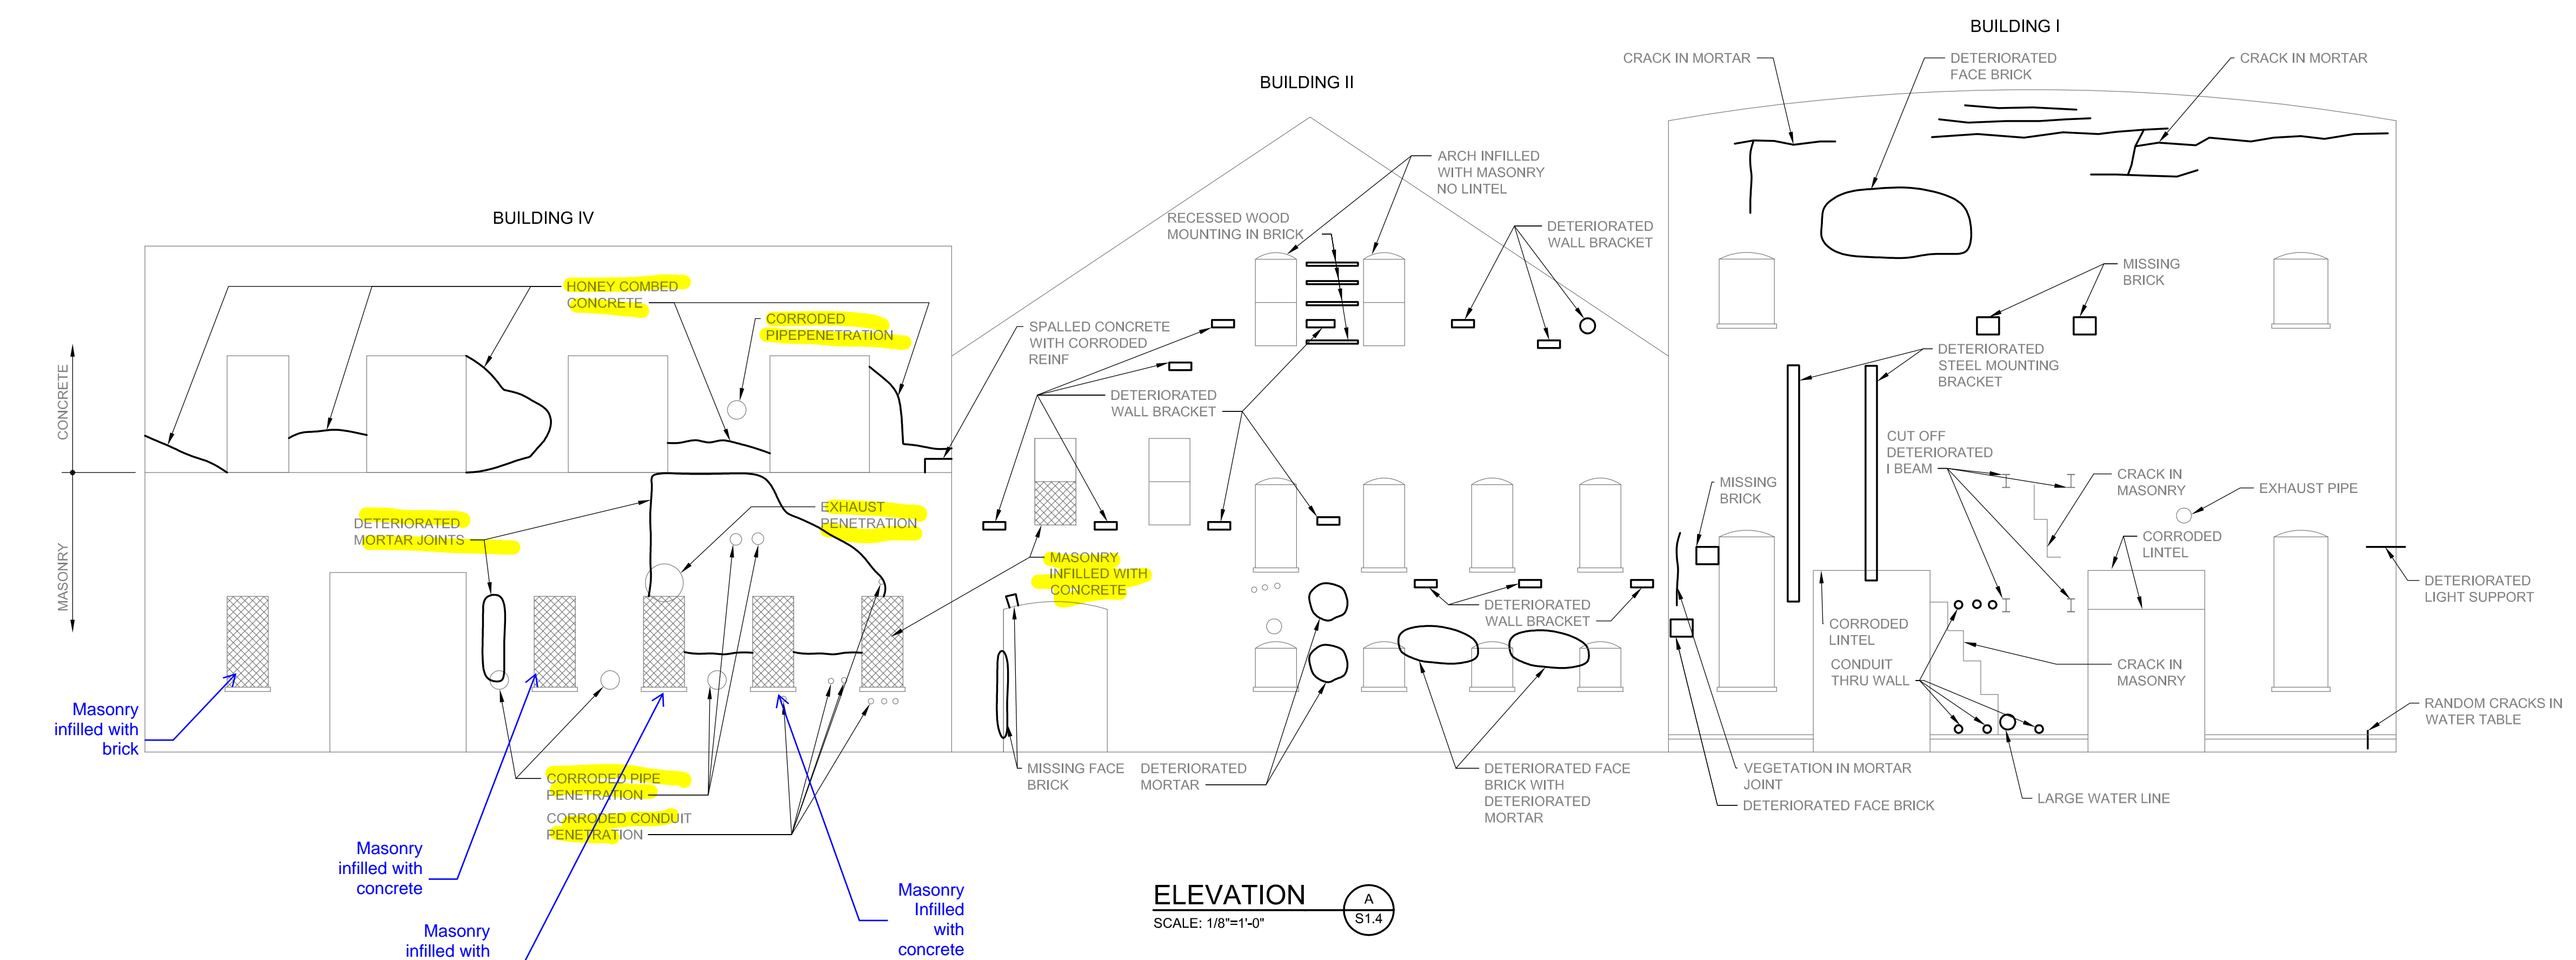 BUILDING I
CRACK IN MORTAR
DETERIORATED
FACE BRICK
CRACK IN MORTAR
BUILDING II
ARCH INFILLED
WITH MASONRY
NO LINTEL
RECESSED WOOD
MOUNTING IN BRICK
DETERIORATED
WALL BRACKET
BUILDING IV
HONEY COMBED
CONCRETE
CORRODED
PIPEPENETRATION
SPALLED CONCRETE
WITH CORRODED
REINF
MISSING
BRICK
DETERIORATED
STEEL MOUNTING
BRACKET
CONCRETE
MASONRY
DETERIORATED
WALL BRACKET
CUT OFF
DETERIORATED
I BEAM
CRACK IN
MASONRY
EXHAUST PIPE
MISSING
BRICK
DETERIORATED
MORTAR JOINTS
EXHAUST
PENETRATION
MASONRY
INFILLED WITH
CONCRETE
CORRODED
LINTEL
DETERIORATED
LIGHT SUPPORT
DETERIORATED
WALL BRACKET
CORRODED
LINTEL
CONDUIT
THRU WALL
CRACK IN
MASONRY
RANDOM CRACKS IN
WATER TABLE
Masonry
infilled with
brick
CORRODED PIPE
PENETRATION
CORRODED CONDUIT
PENETRATION
MISSING FACE
BRICK
DETERIORATED
MORTAR
DETERIORATED FACE
BRICK WITH
DETERIORATED
MORTAR
VEGETATION IN MORTAR
JOINT
DETERIORATED FACE BRICK
LARGE WATER LINE
Masonry
infilled with
concrete
Masonry
infilled with
Masonry
Infilled
with
concrete
ELEVATION
SCALE: 1/8"=1'-0"
A
S1.4